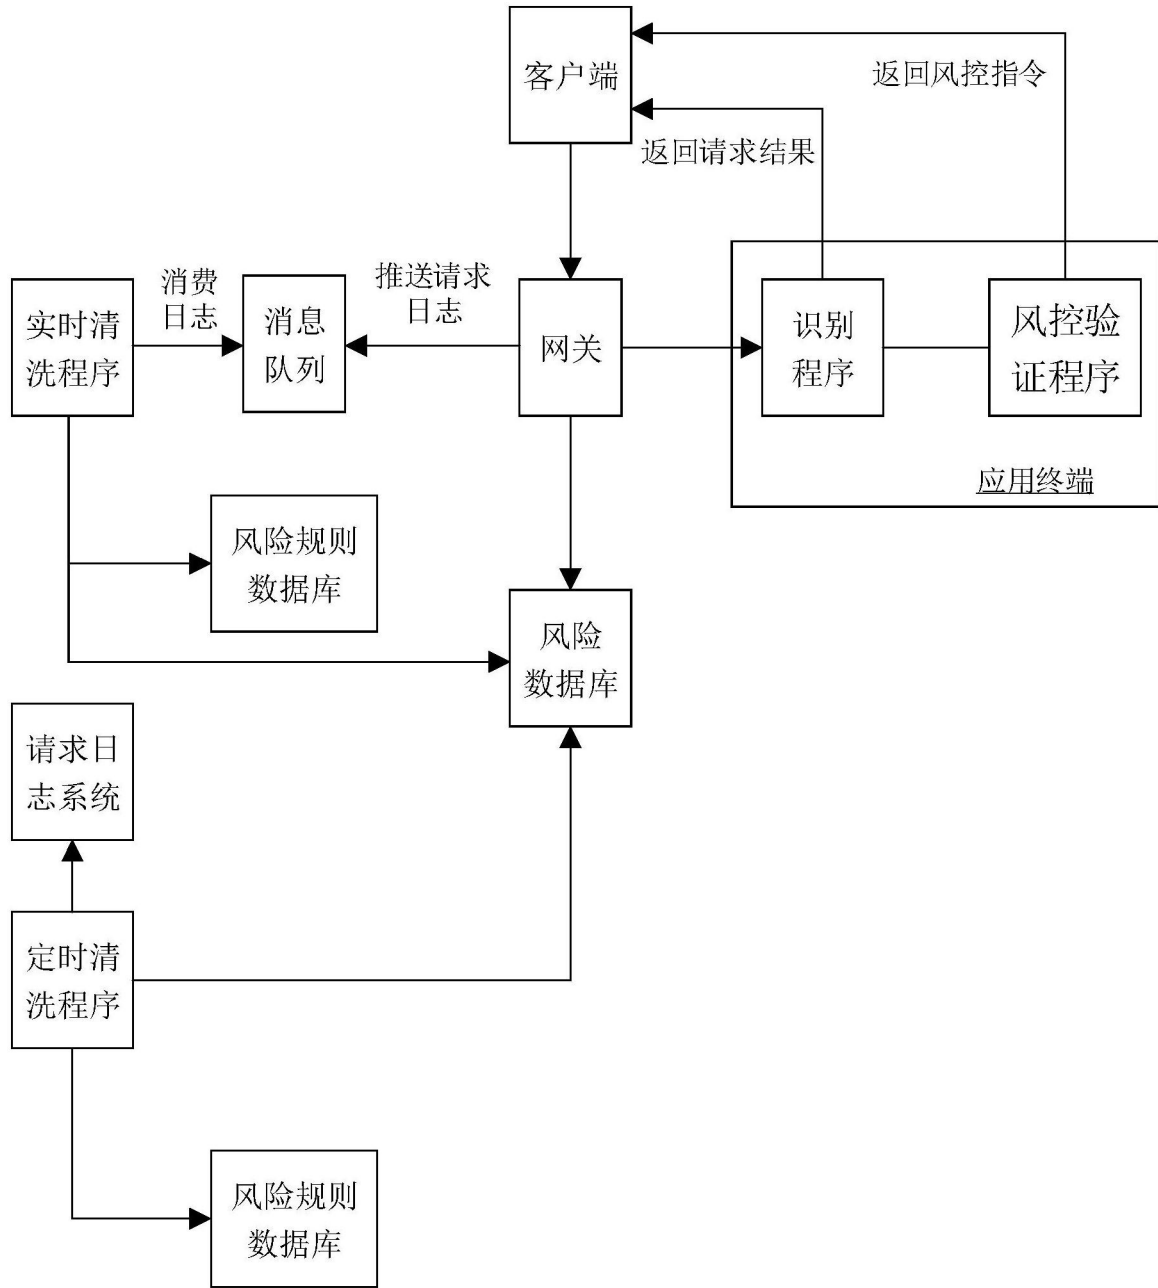 客户端
返回风控指令
返回请求结果
消费
日志
推送请求
日志
实时清
洗程序
消息
队列
网关
识别
程序
风控验
证程序
应用终端
风险规则
数据库
风险
数据库
请求日
志系统
定时清
洗程序
风险规则
数据库